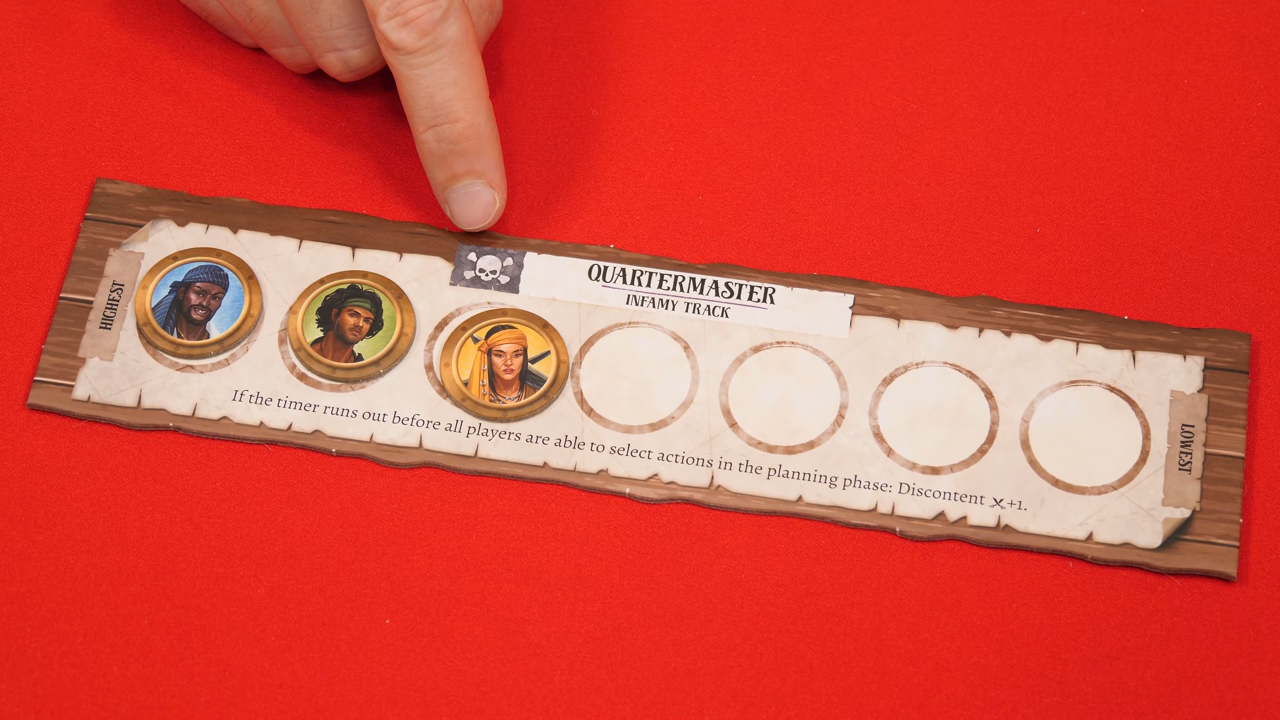 QUARTERMASTER
INFAMY TRACK
HIGHEST
LOWEST
If the timer runs out before all players are able to select actions in the planning phase: Discontent +1.